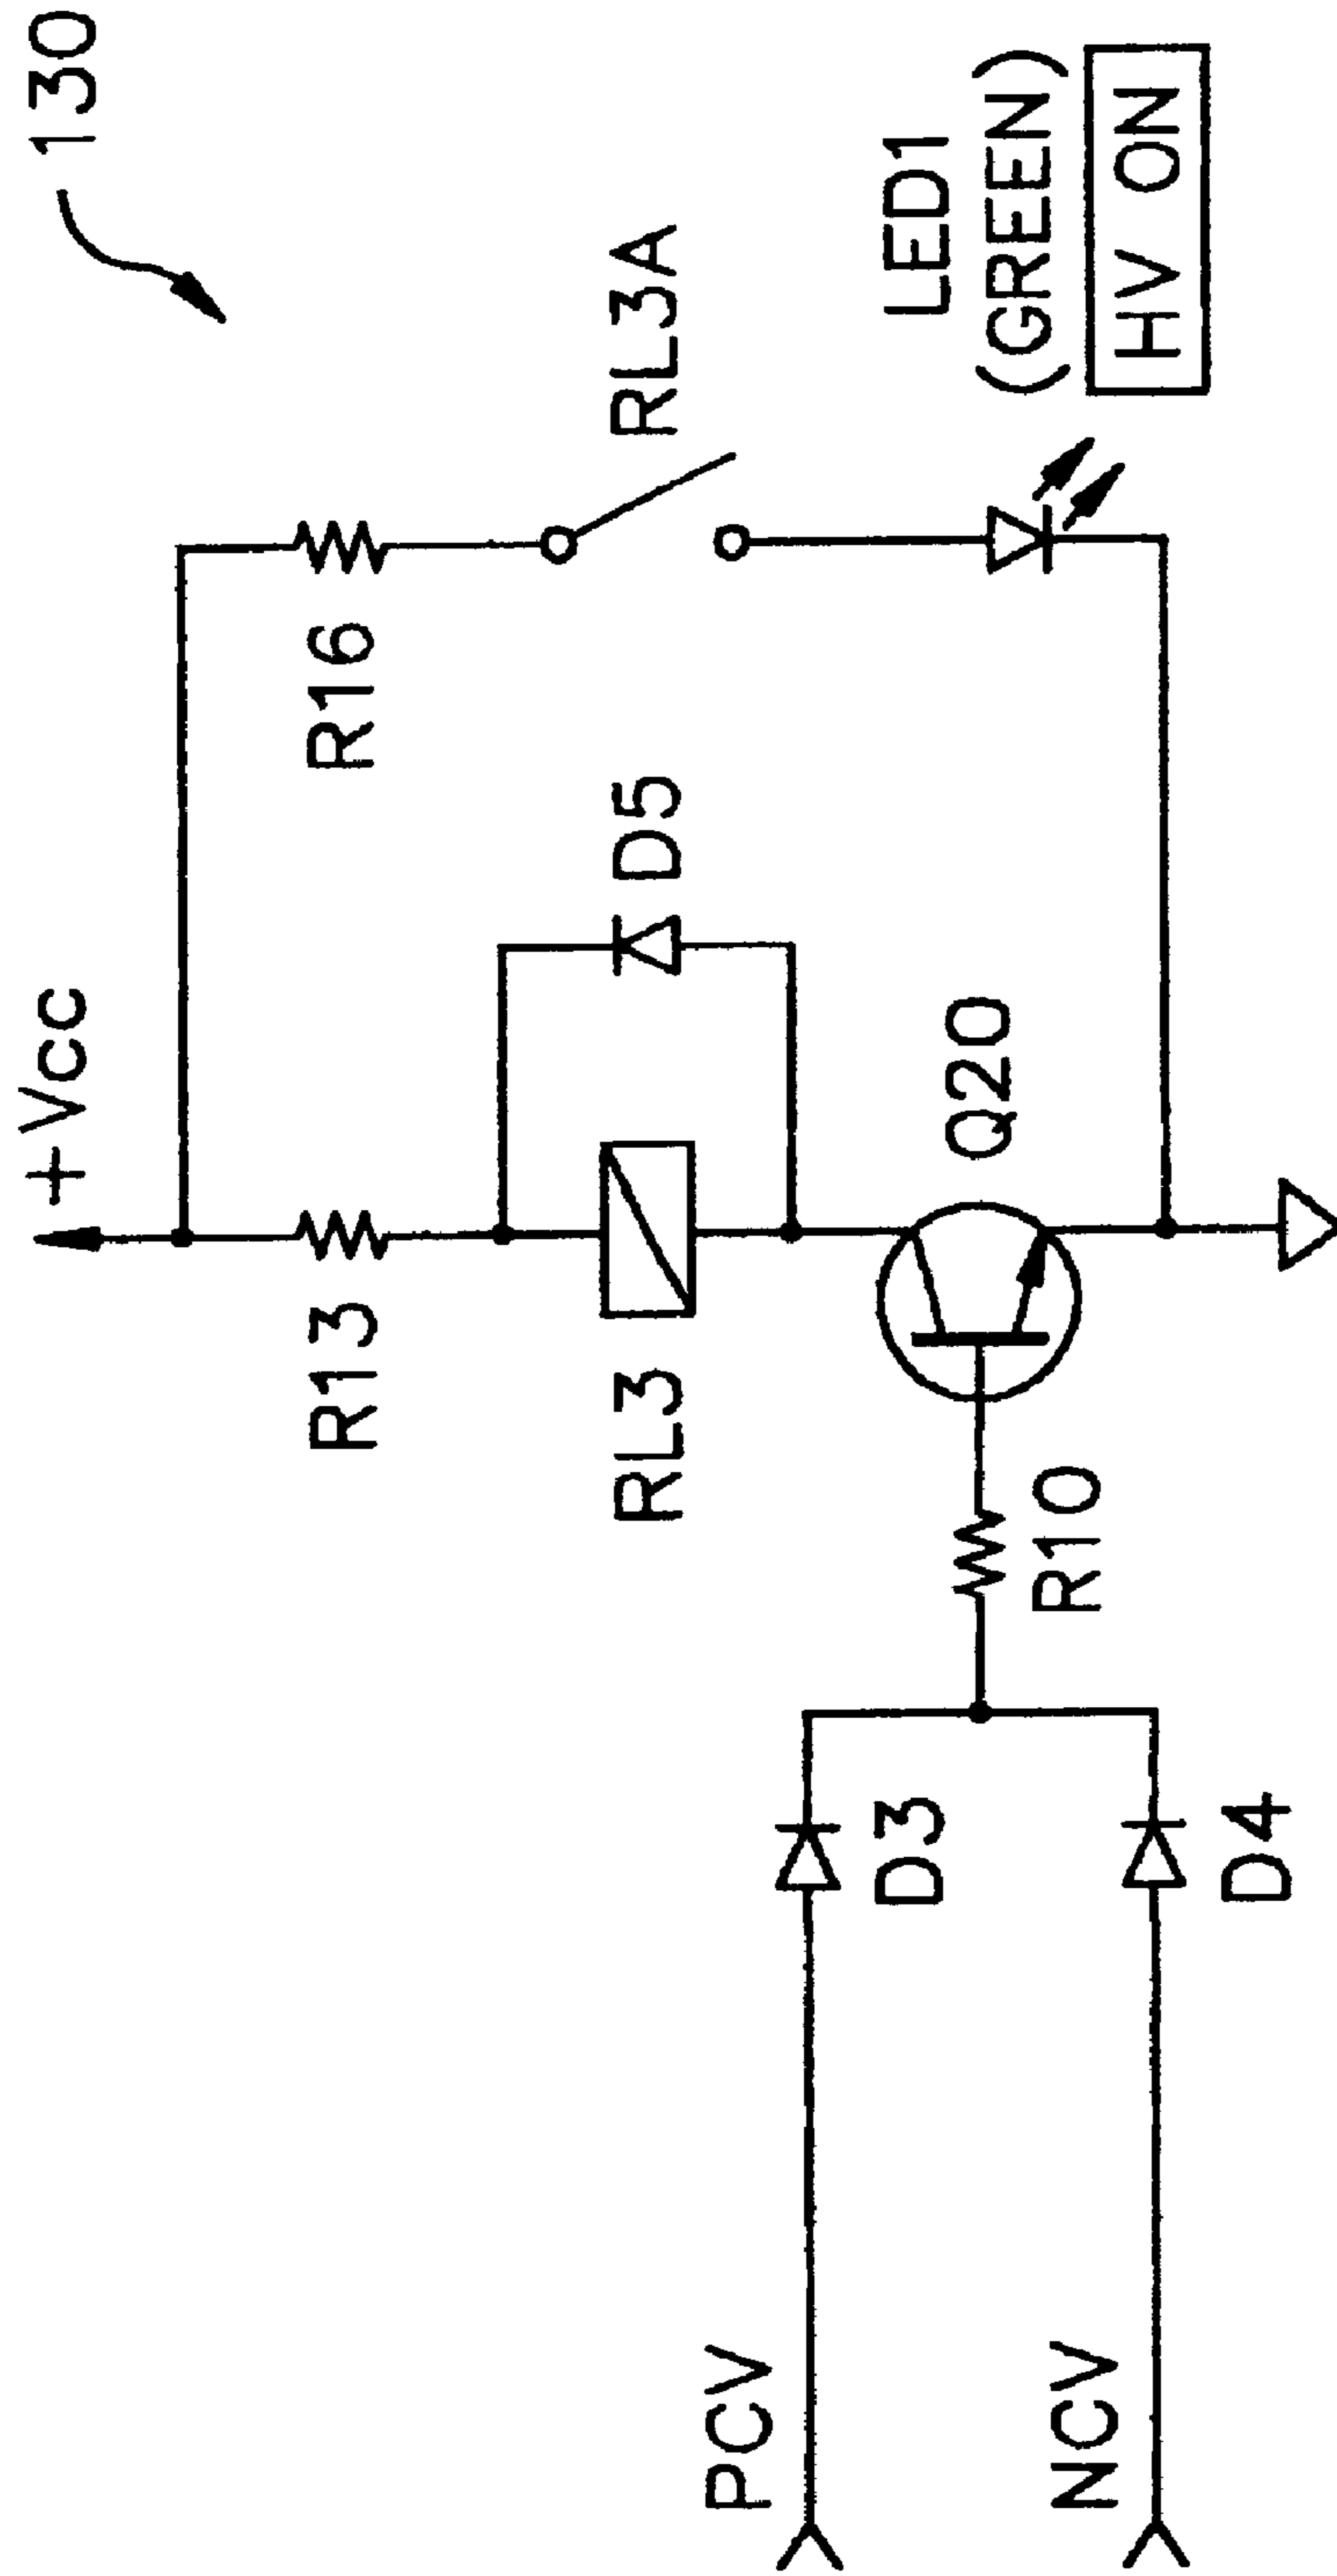 130
+Vcc
R13
R16
RL3
D5
RL3A
Q20
LED1
(GREEN)
HV ON
R10
PCV
D3
NCV
D4